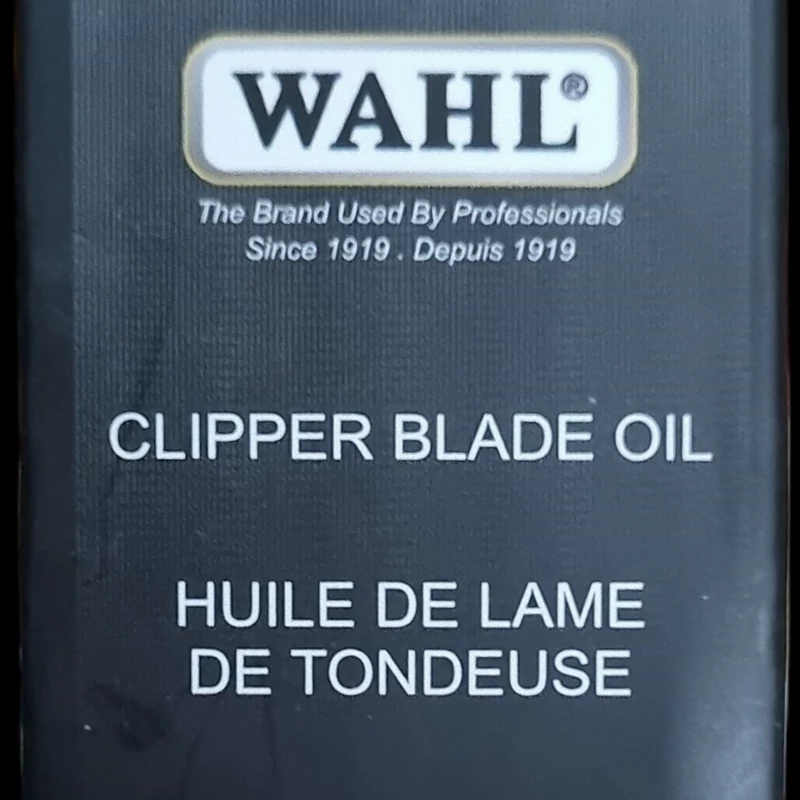 WAHL®
The Brand Used By Professionals
Since 1919 . Depuis 1919
CLIPPER BLADE OIL
HUILE DE LAME
DE TONDEUSE